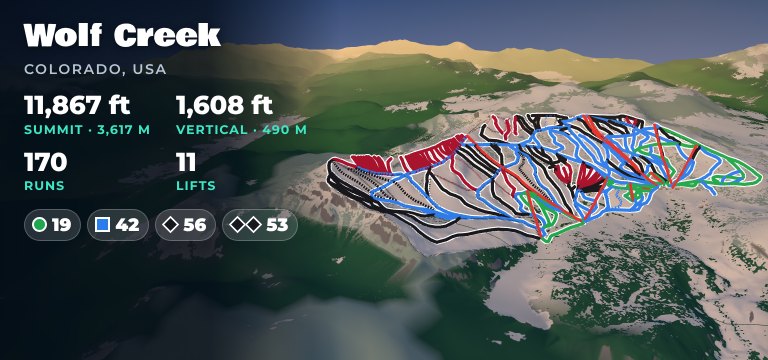 Wolf Creek
COLORADO, USA
11,867 ft 1,608 ft
SUMMIT · 3,617 M VERTICAL · 490 M
170 11
RUNS LIFTS
19 42 56 53